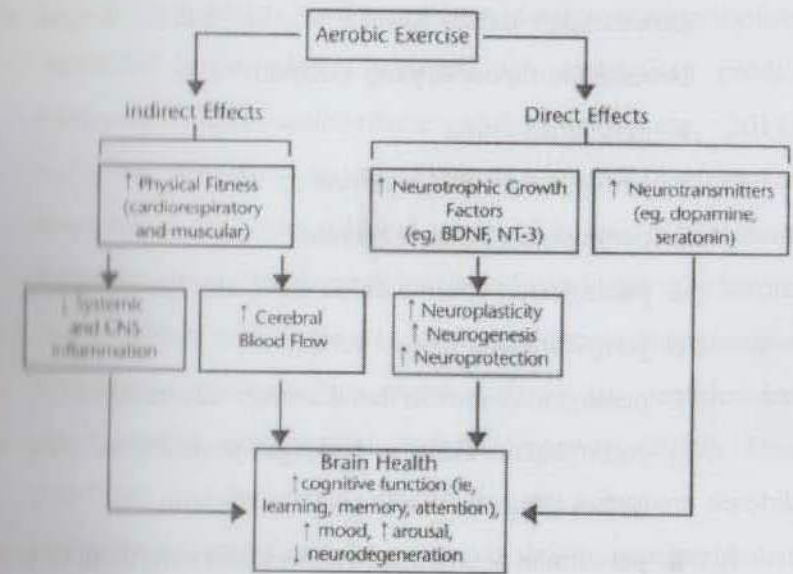 Aerobic Exercise
Indirect Effects
Direct Effects
↑ Physical Fitness
(cardiorespiratory
and muscular)
↑ Neurotrophic Growth
Factors
(eg, BDNF, NT-3)
↑ Neurotransmitters
(eg, dopamine,
seratonin)
↓ Systemic
and CNS
Inflammation
↑ Cerebral
Blood Flow
↑ Neuroplasticity
↑ Neurogenesis
↑ Neuroprotection
Brain Health
↑ cognitive function (ie,
learning, memory, attention),
↑ mood, ↑ arousal,
↓ neurodegeneration